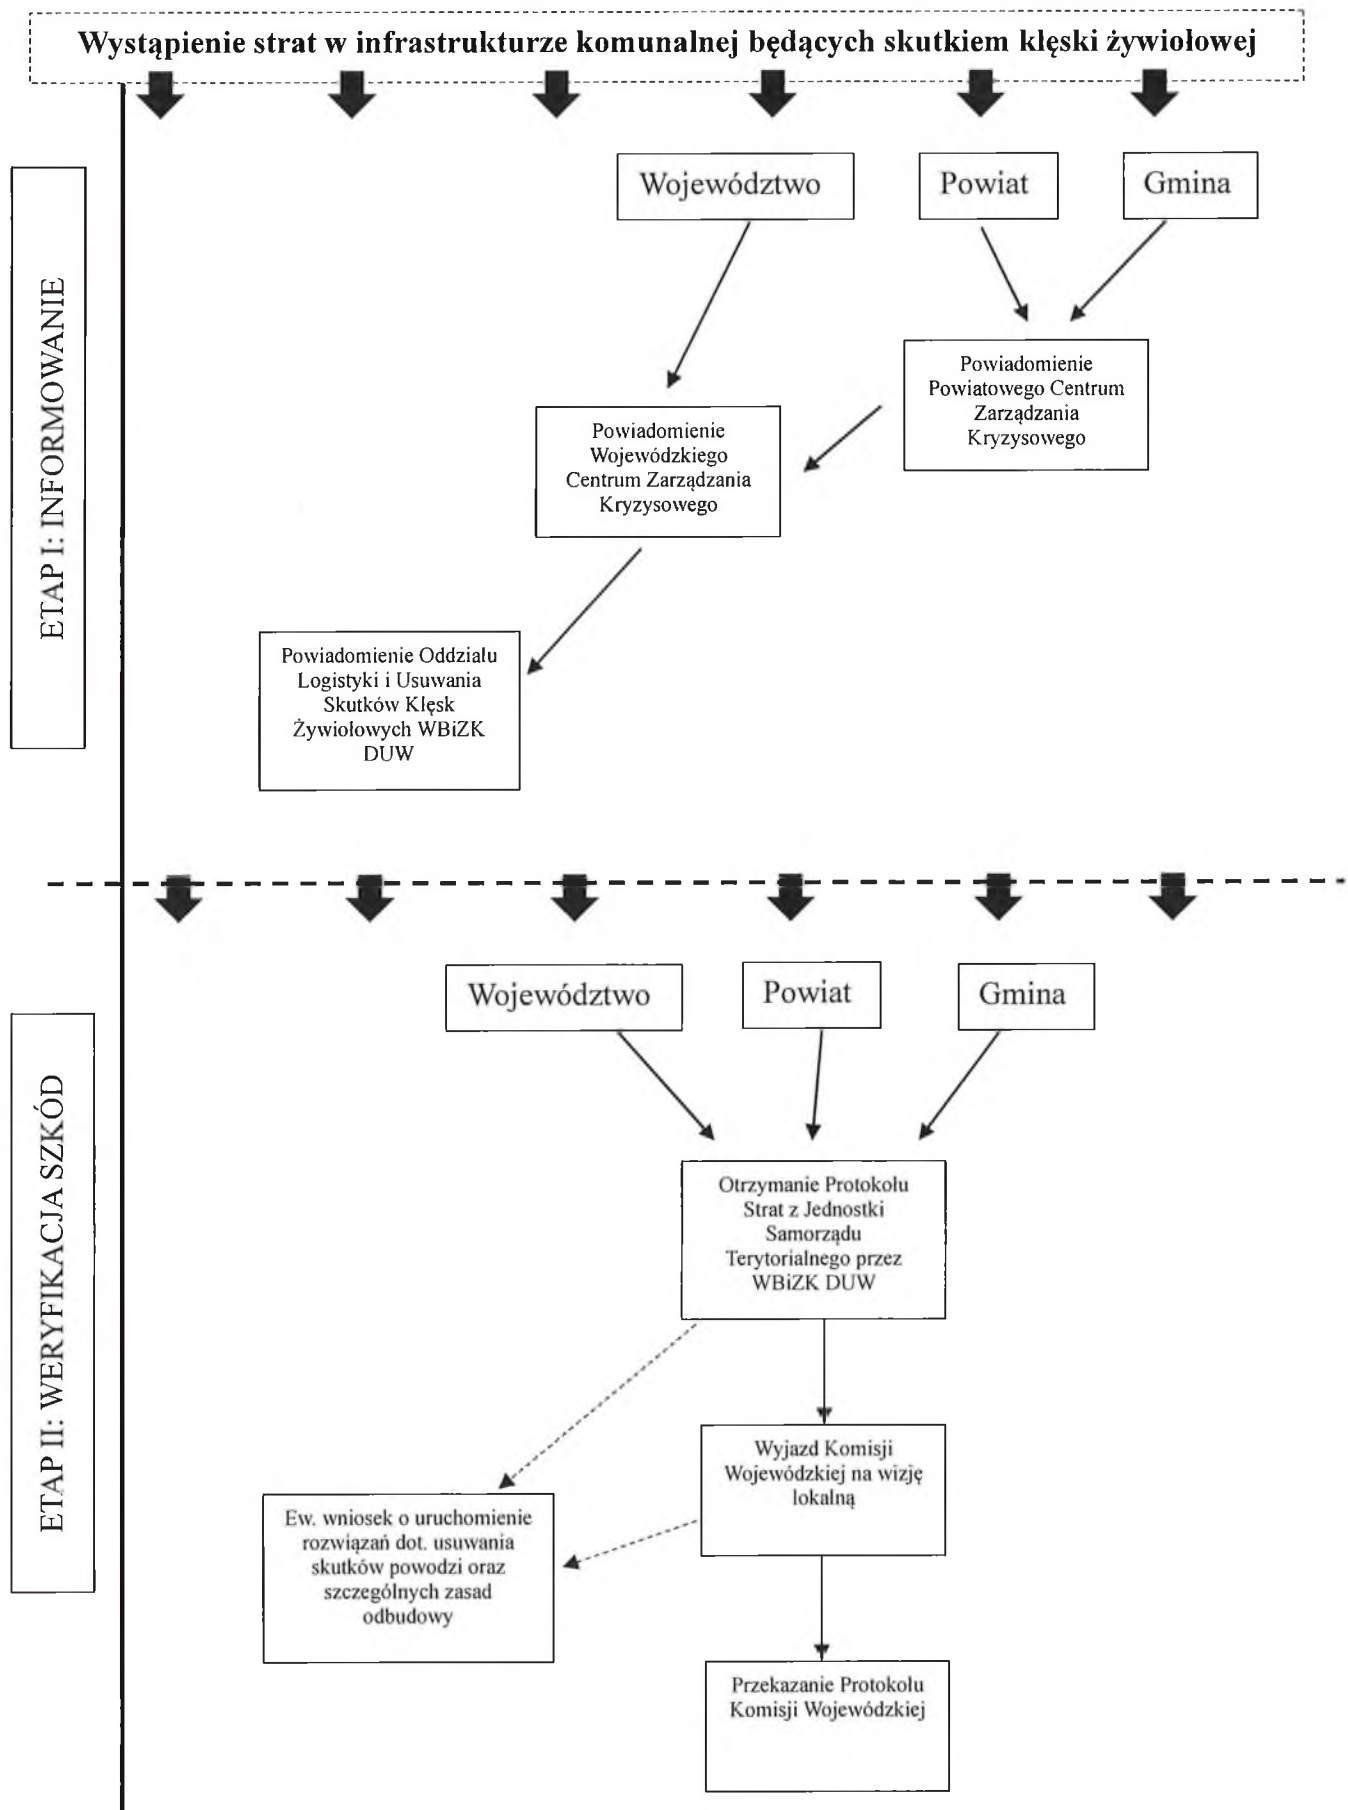 Wystąpienie strat w infrastrukturze komunalnej będących skutkiem klęski żywiołowej
ETAP I: INFORMOWANIE
Województwo
Powiat
Gmina
Powiadomienie
Powiatowego Centrum
Zarządzania
Kryzysowego
Powiadomienie
Wojewódzkiego
Centrum Zarządzania
Kryzysowego
Powiadomienie Oddziału
Logistyki i Usuwania
Skutków Klęsk
Żywiołowych WBiZK
DUW
ETAP II: WERYFIKACJA SZKÓD
Województwo
Powiat
Gmina
Otrzymanie Protokołu
Strat z Jednostki
Samorządu
Terytorialnego przez
WBiZK DUW
Wyjazd Komisji
Wojewódzkiej na wizję
lokalną
Ew. wniosek o uruchomienie
rozwiązań dot. usuwania
skutków powodzi oraz
szczególnych zasad
odbudowy
Przekazanie Protokołu
Komisji Wojewódzkiej